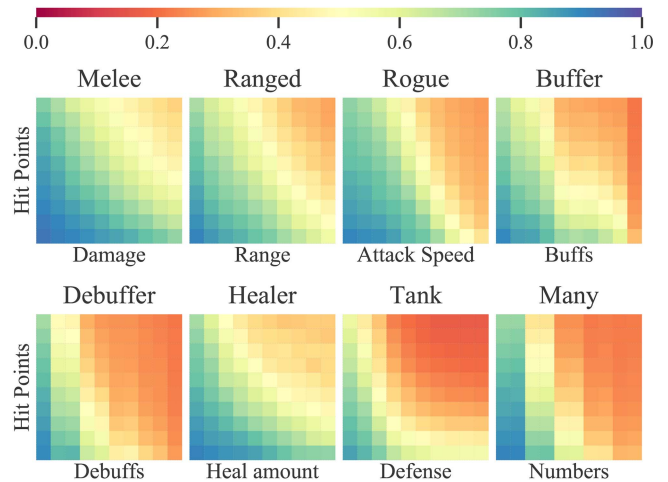 0.0 0.2 0.4 0.6 0.8 1.0
Melee Ranged Rogue Buffer
Hit Points
Damage Range Attack Speed Buffs
Debuffer Healer Tank Many
Hit Points
Debuffs Heal amount Defense Numbers